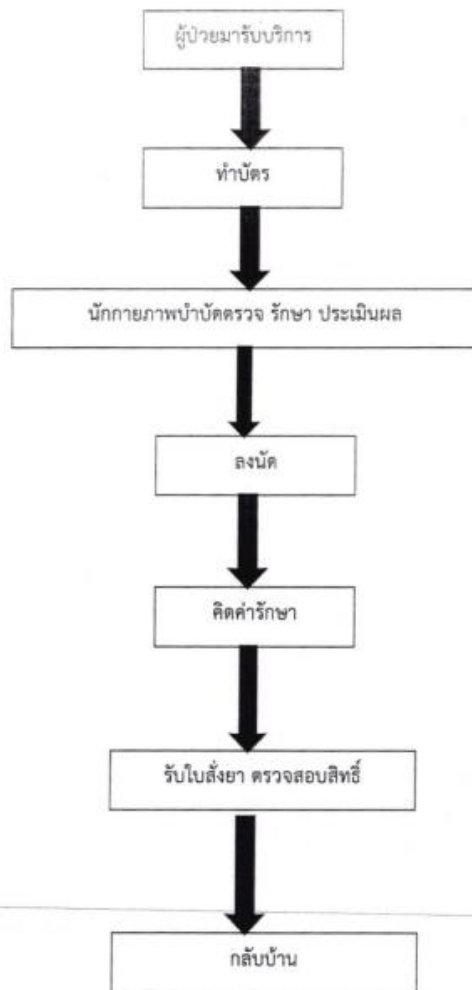 ผู้ป่วยมารับบริการ
ทำบัตร
นักกายภาพบำบัดตรวจ รักษา ประเมินผล
ลงนัด
คิดค่ารักษา
รับใบสั่งยา ตรวจสอบสิทธิ์
กลับบ้าน